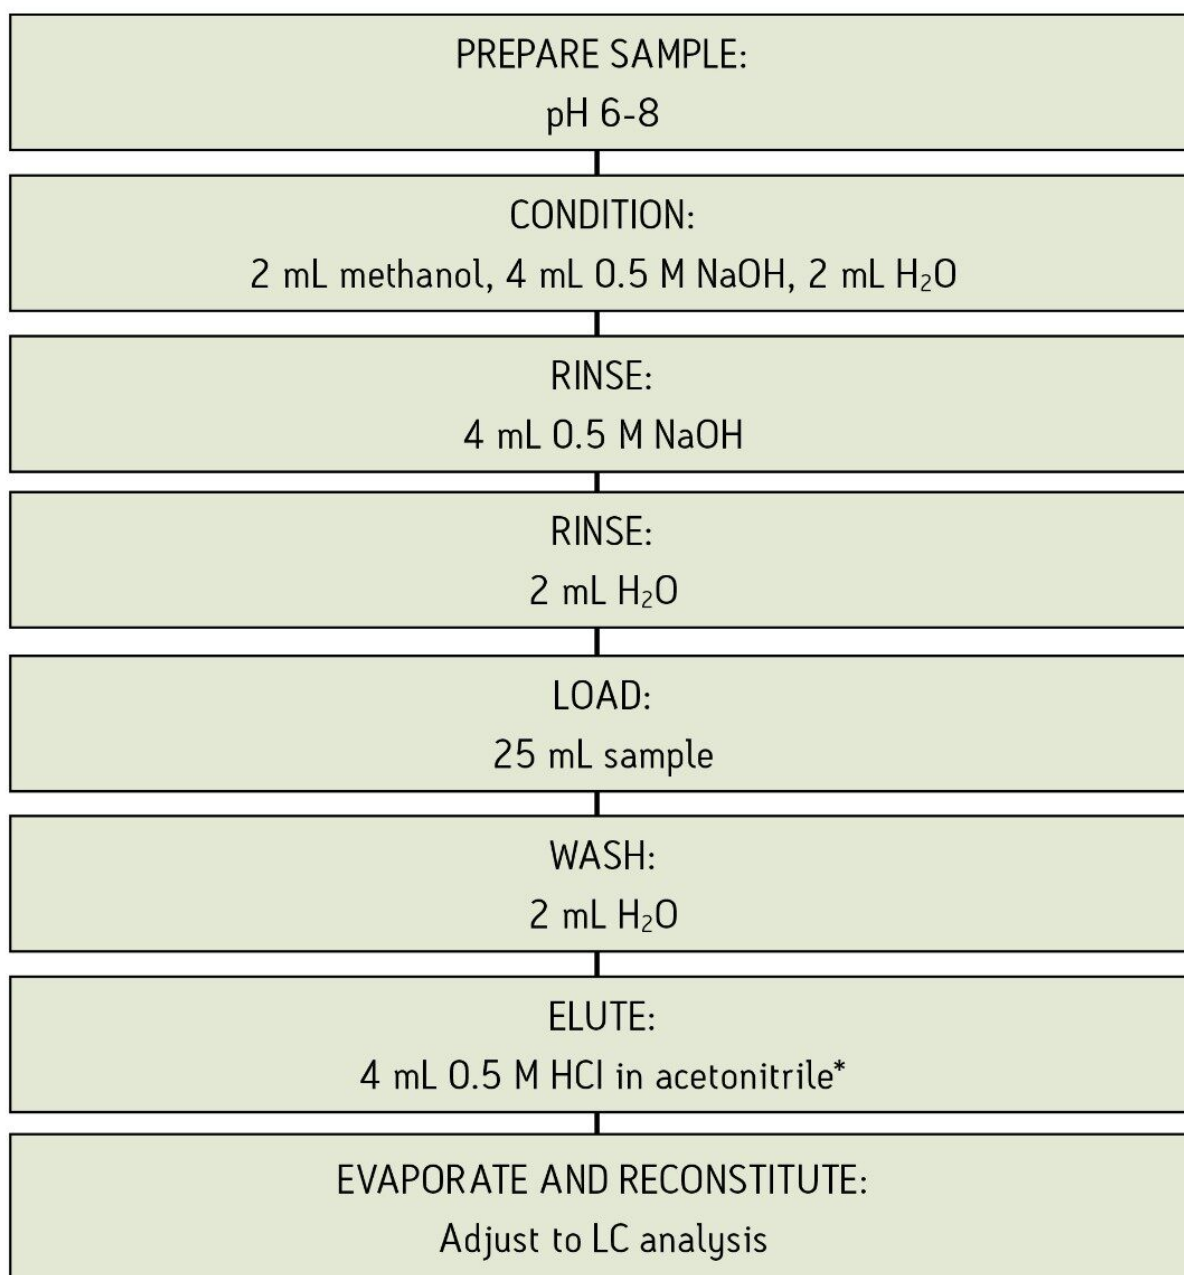 PREPARE SAMPLE:
pH 6-8
CONDITION:
2 mL methanol, 4 mL 0.5 M NaOH, 2 mL H₂O
RINSE:
4 mL 0.5 M NaOH
RINSE:
2 mL H₂O
LOAD:
25 mL sample
WASH:
2 mL H₂O
ELUTE:
4 mL 0.5 M HCl in acetonitrile*
EVAPORATE AND RECONSTITUTE:
Adjust to LC analysis